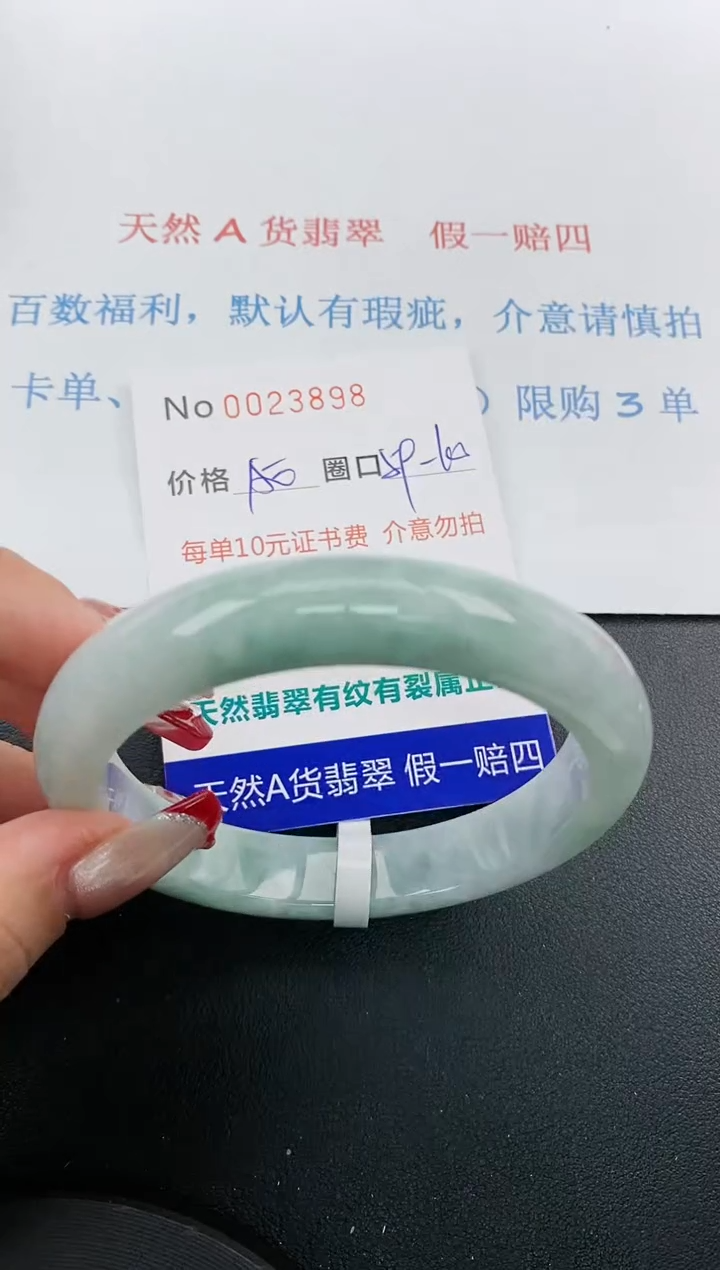 天然 A 货翡翠 假一赔四
百数福利，默认有瑕疵，介意请慎拍
卡单、
）限购 3 单
No 0023898
价格 圈口
每单10元证书费 介意勿拍
天然翡翠有纹有裂属正
天然A货翡翠 假一赔四